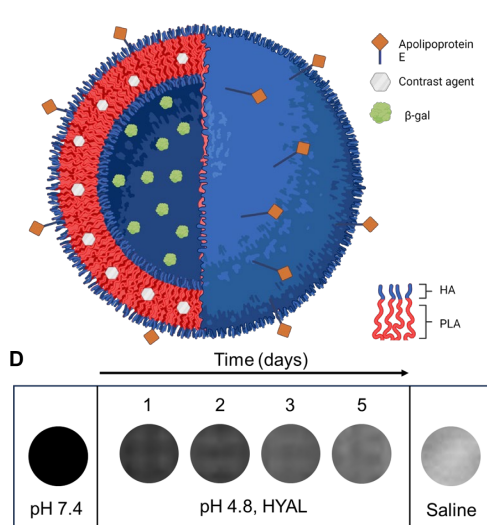 Apolipoprotein
E
Contrast agent
β-gal
HA
PLA
D
Time (days)
1 2 3 5
pH 7.4
pH 4.8, HYAL
Saline